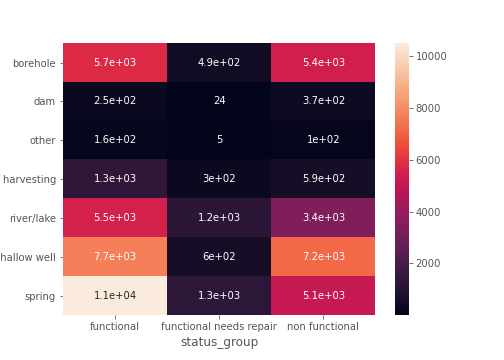 borehole 5.7e+03 4.9e+02 5.4e+03
dam 2.5e+02 24 3.7e+02
other 1.6e+02 5 1e+02
harvesting 1.3e+03 3e+02 5.9e+02
river/lake 5.5e+03 1.2e+03 3.4e+03
hallow well 7.7e+03 6e+02 7.2e+03
spring 1.1e+04 1.3e+03 5.1e+03
functional functional needs repair non functional
status_group
10000
8000
6000
4000
2000